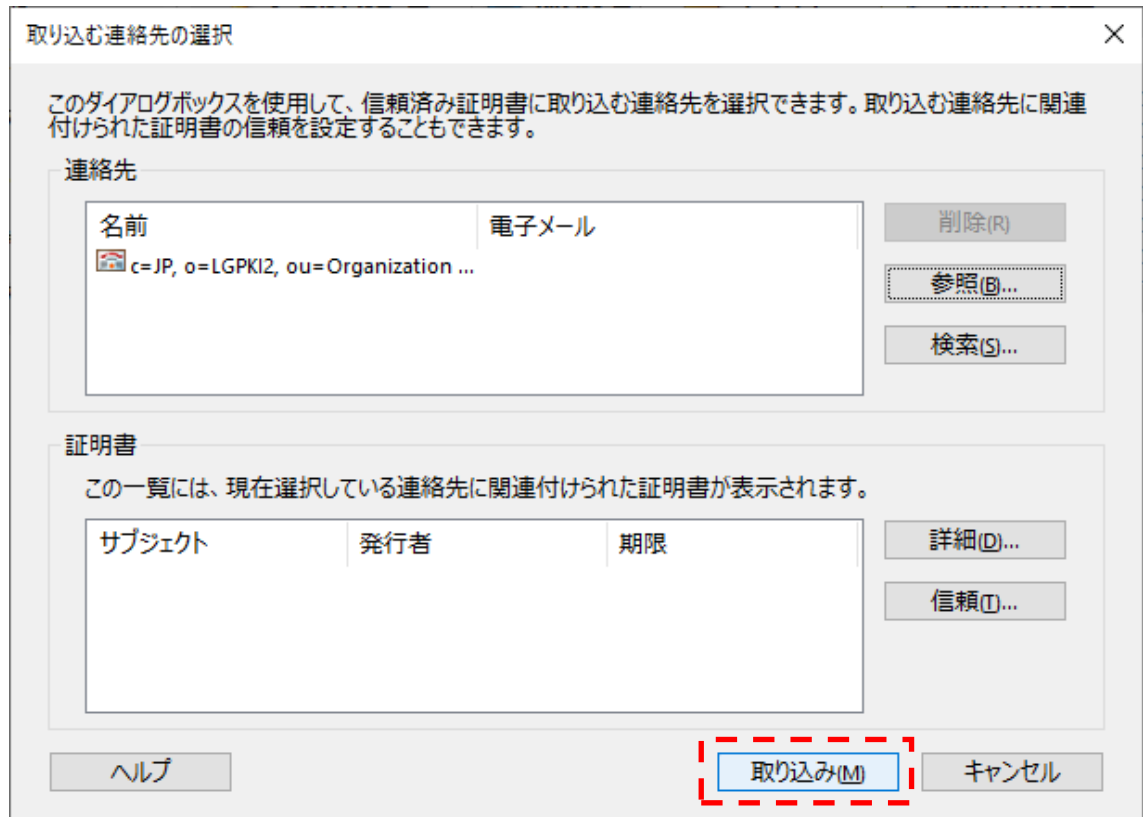 取り込む連絡先の選択
このダイアログボックスを使用して、信頼済み証明書に取り込む連絡先を選択できます。取り込む連絡先に関連
付けられた証明書の信頼を設定することもできます。
連絡先
名前 電子メール
c=JP, o=LGPKI2, ou=Organization ...
削除(R)
参照(B)...
検索(S)...
証明書
この一覧には、現在選択している連絡先に関連付けられた証明書が表示されます。
サブジェクト 発行者 期限
詳細(D)...
信頼(T)...
ヘルプ 取り込み(M) キャンセル